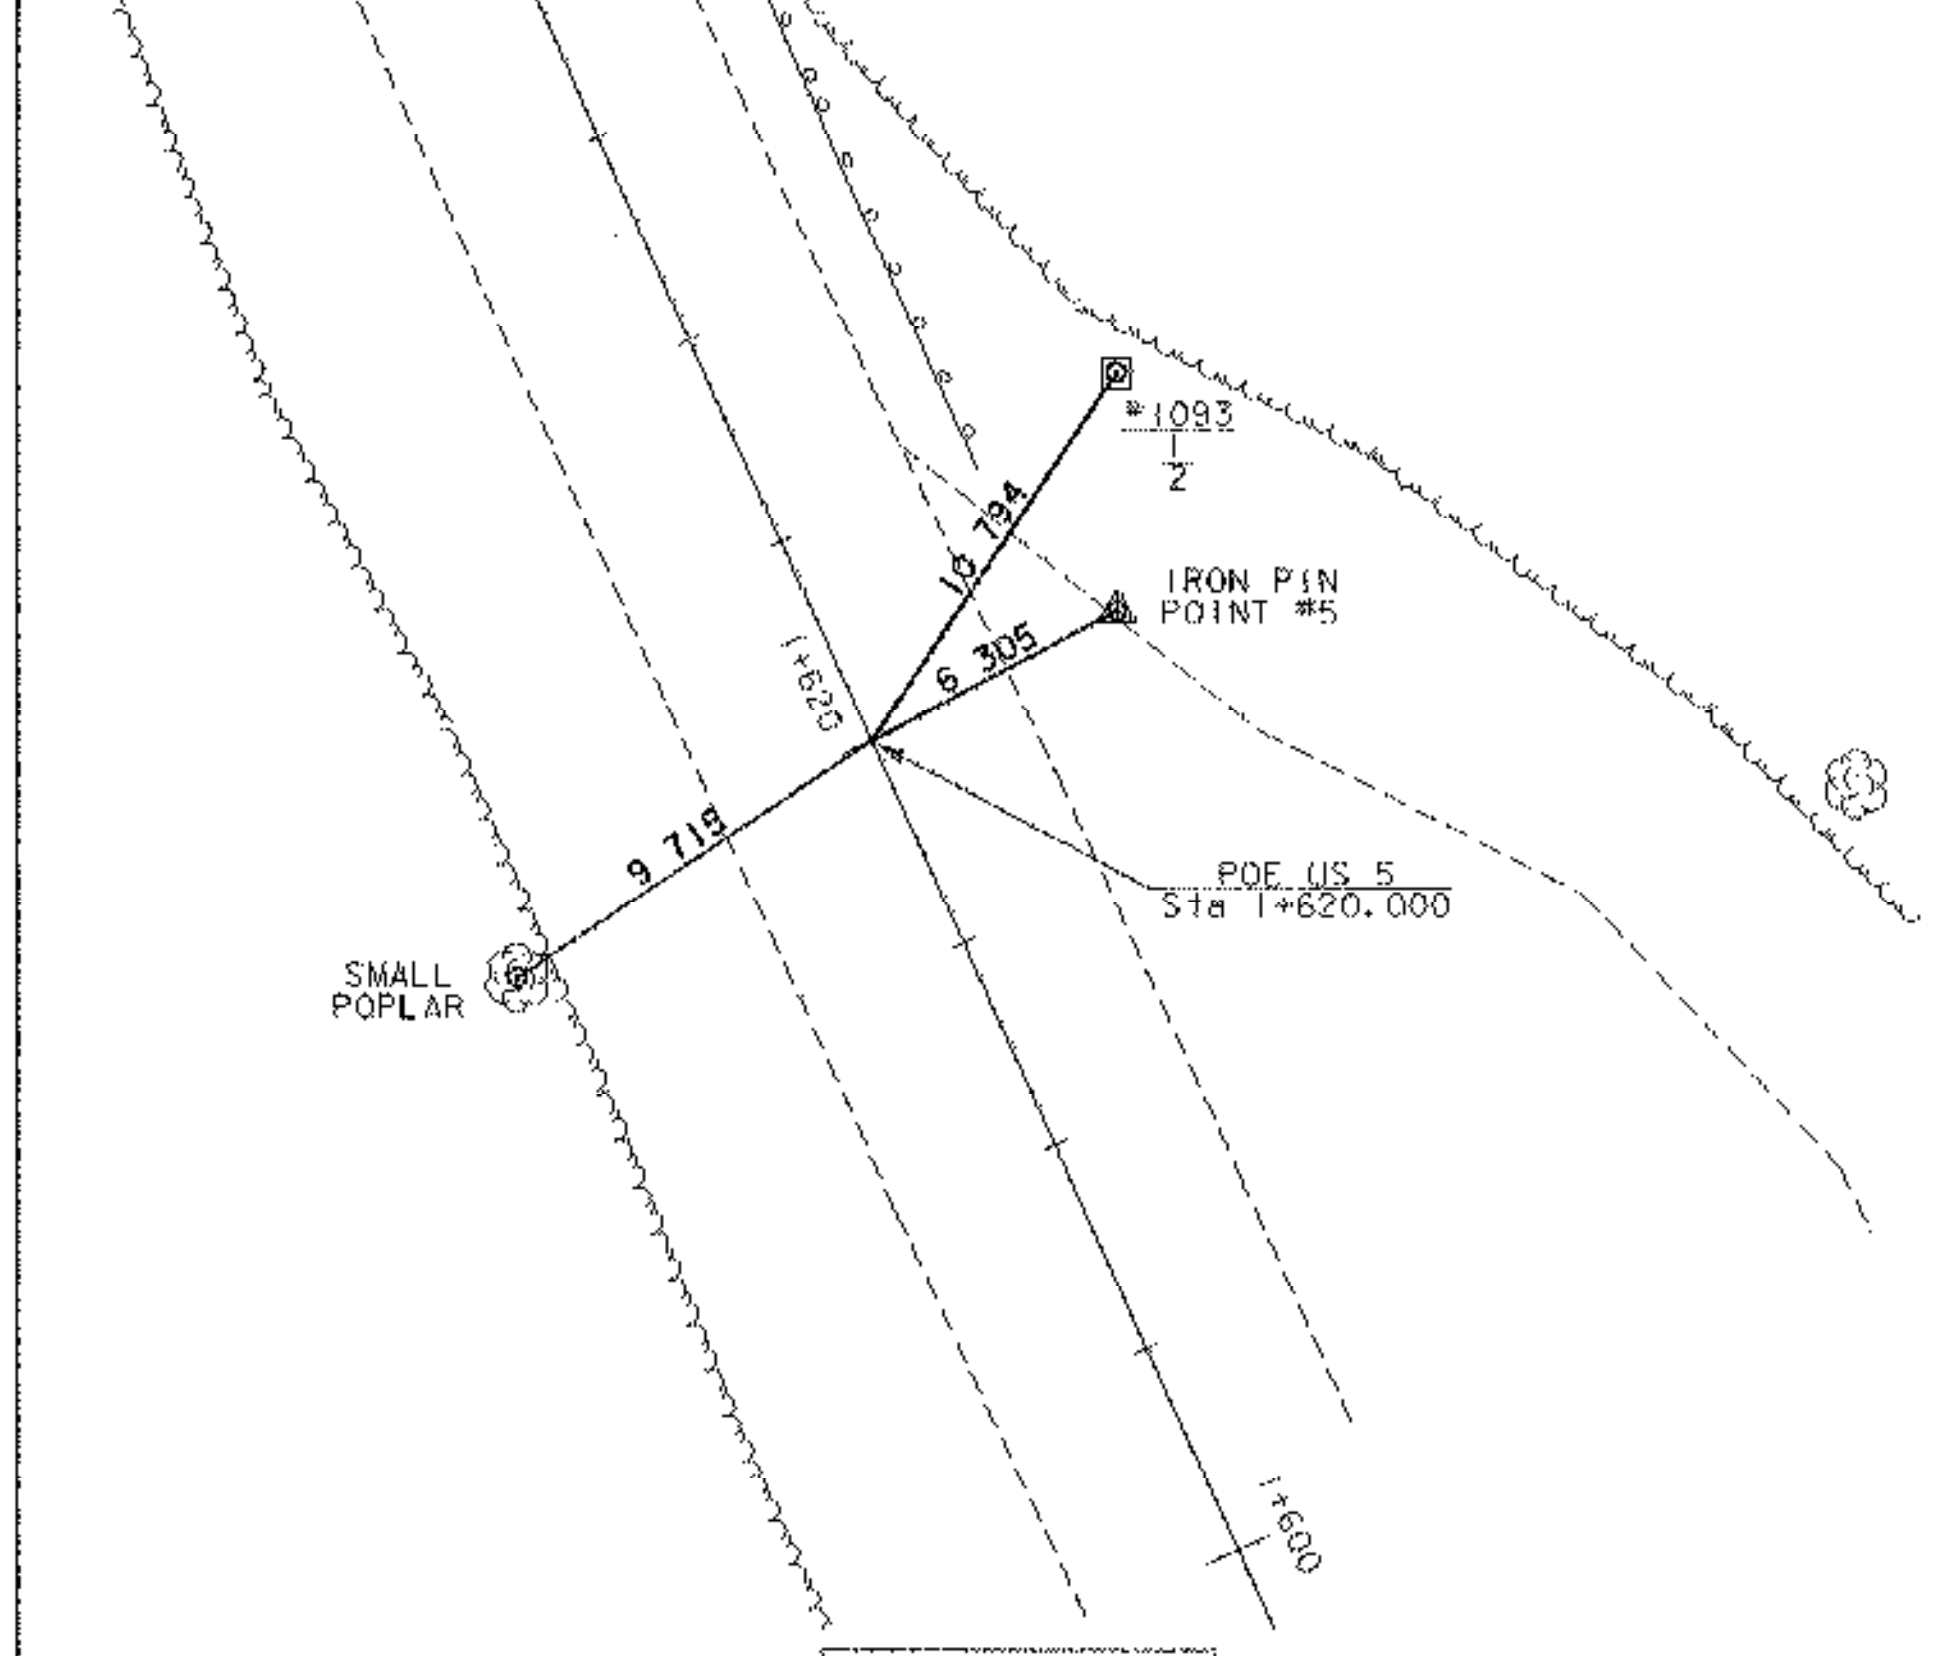 #1093
1
2
10 794
IRON PIN
POINT #5
6 305
1+620
9 719
POE US 5
Sta 1+620.000
SMALL
POPLAR
1+600